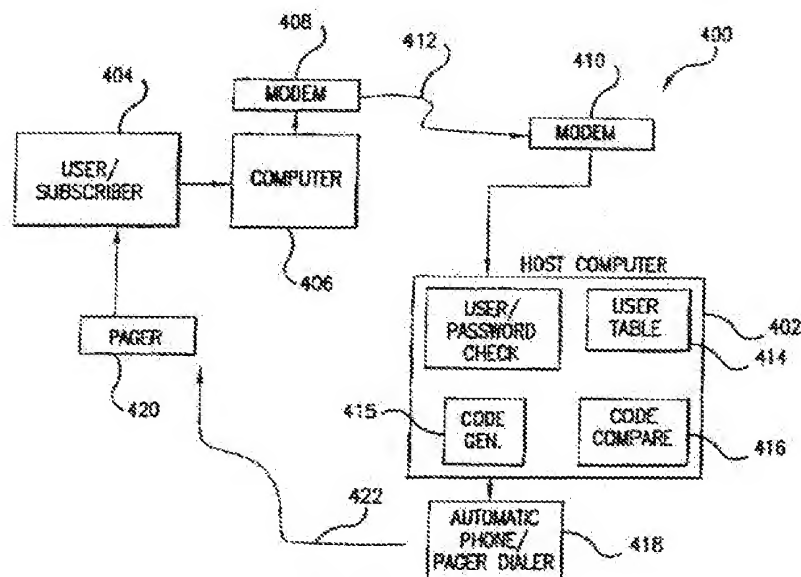 408
412
410
400
404
MODEM
MODEM
USER/
SUBSCRIBER
COMPUTER
406
HOST COMPUTER
USER/
PASSWORD
CHECK
USER
TABLE
402
414
PAGER
420
415
CODE
GEN.
CODE
COMPARE
416
422
AUTOMATIC
PHONE/
PAGER DIALER
418